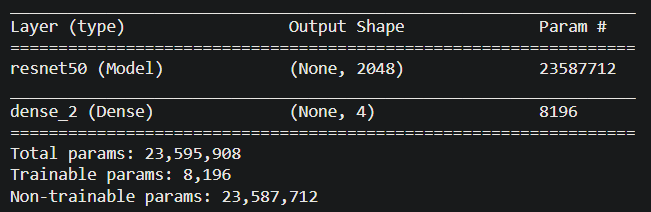 Layer (type) Output Shape Param #
=================================================================
resnet50 (Model) (None, 2048) 23587712
_________________________________________________________________
dense_2 (Dense) (None, 4) 8196
=================================================================
Total params: 23,595,908
Trainable params: 8,196
Non-trainable params: 23,587,712